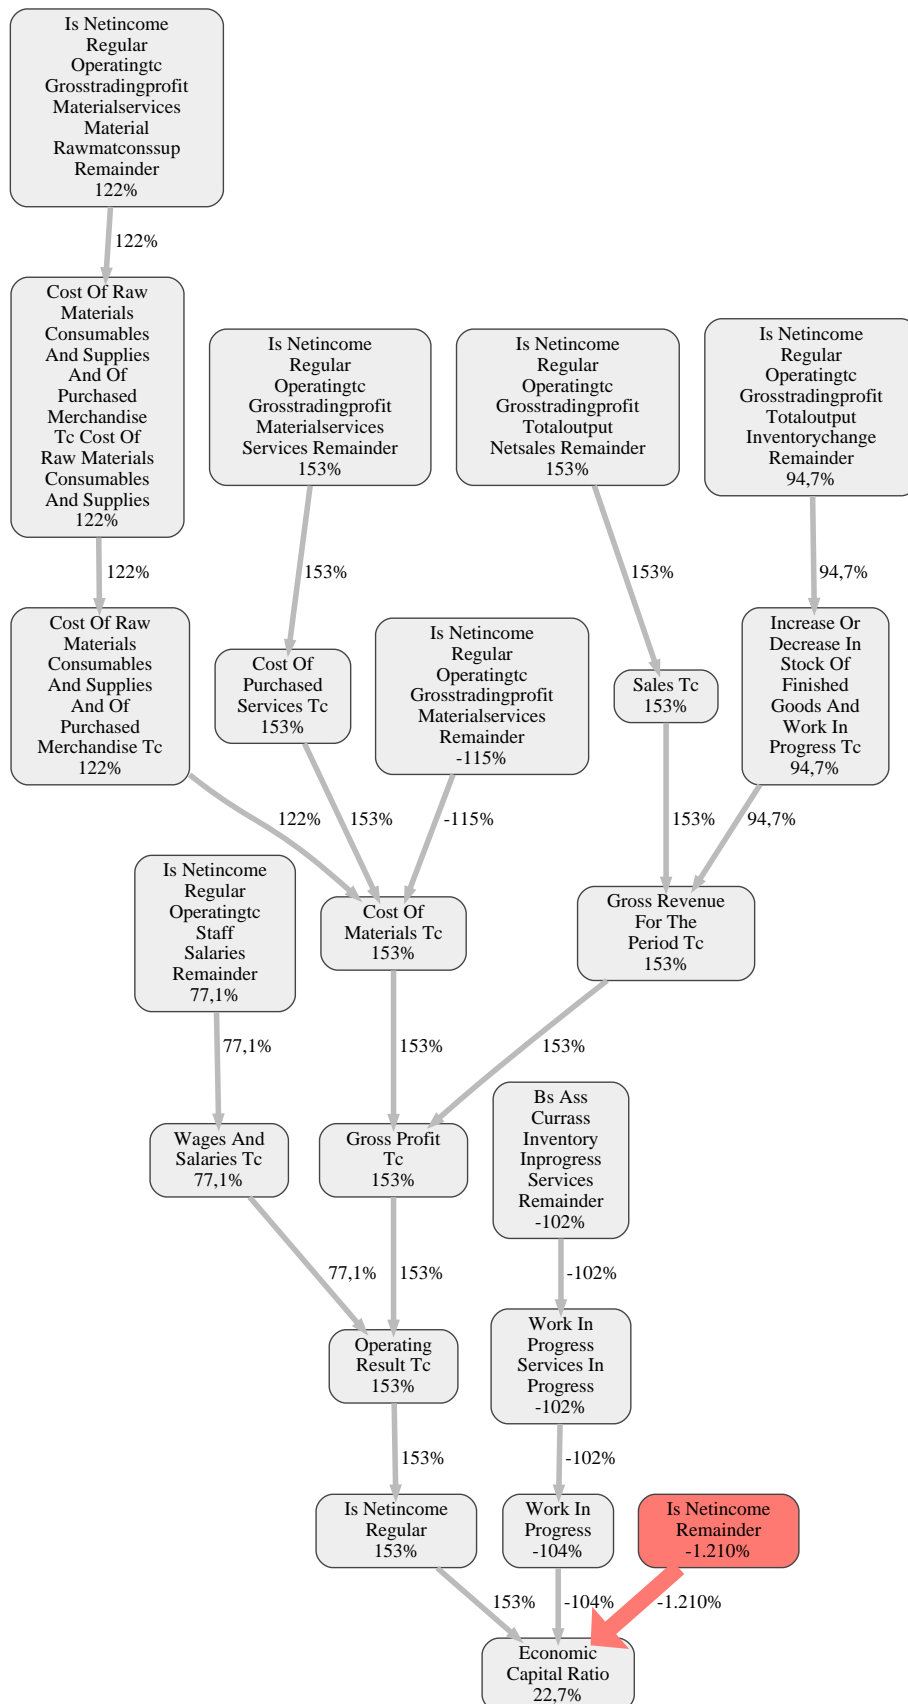 Is Netincome
Regular
Operatingtc
Grosstradingprofit
Materialservices
Material
Rawmatconssup
Remainder
122%
122%
Cost Of Raw
Materials
Consumables
And Supplies
And Of
Purchased
Merchandise
Tc Cost Of
Raw Materials
Consumables
And Supplies
122%
Is Netincome
Regular
Operatingtc
Grosstradingprofit
Materialservices
Services Remainder
153%
Is Netincome
Regular
Operatingtc
Grosstradingprofit
Totaloutput
Netsales Remainder
153%
Is Netincome
Regular
Operatingtc
Grosstradingprofit
Totaloutput
Inventorychange
Remainder
94,7%
122%
153%
153%
94,7%
Cost Of Raw
Materials
Consumables
And Supplies
And Of
Purchased
Merchandise Tc
122%
Cost Of
Purchased
Services Tc
153%
Is Netincome
Regular
Operatingtc
Grosstradingprofit
Materialservices
Remainder
-115%
Sales Tc
153%
Increase Or
Decrease In
Stock Of
Finished
Goods And
Work In
Progress Tc
94,7%
122%
153%
-115%
153%
94,7%
Is Netincome
Regular
Operatingtc
Staff
Salaries
Remainder
77,1%
Cost Of
Materials Tc
153%
Gross Revenue
For The
Period Tc
153%
77,1%
153%
153%
Wages And
Salaries Tc
77,1%
Gross Profit
Tc
153%
Bs Ass
Currass
Inventory
Inprogress
Services
Remainder
-102%
77,1%
153%
-102%
Operating
Result Tc
153%
Work In
Progress
Services In
Progress
-102%
153%
-102%
Is Netincome
Regular
153%
Work In
Progress
-104%
Is Netincome
Remainder
-1.210%
153%
-104%
-1.210%
Economic
Capital Ratio
22,7%